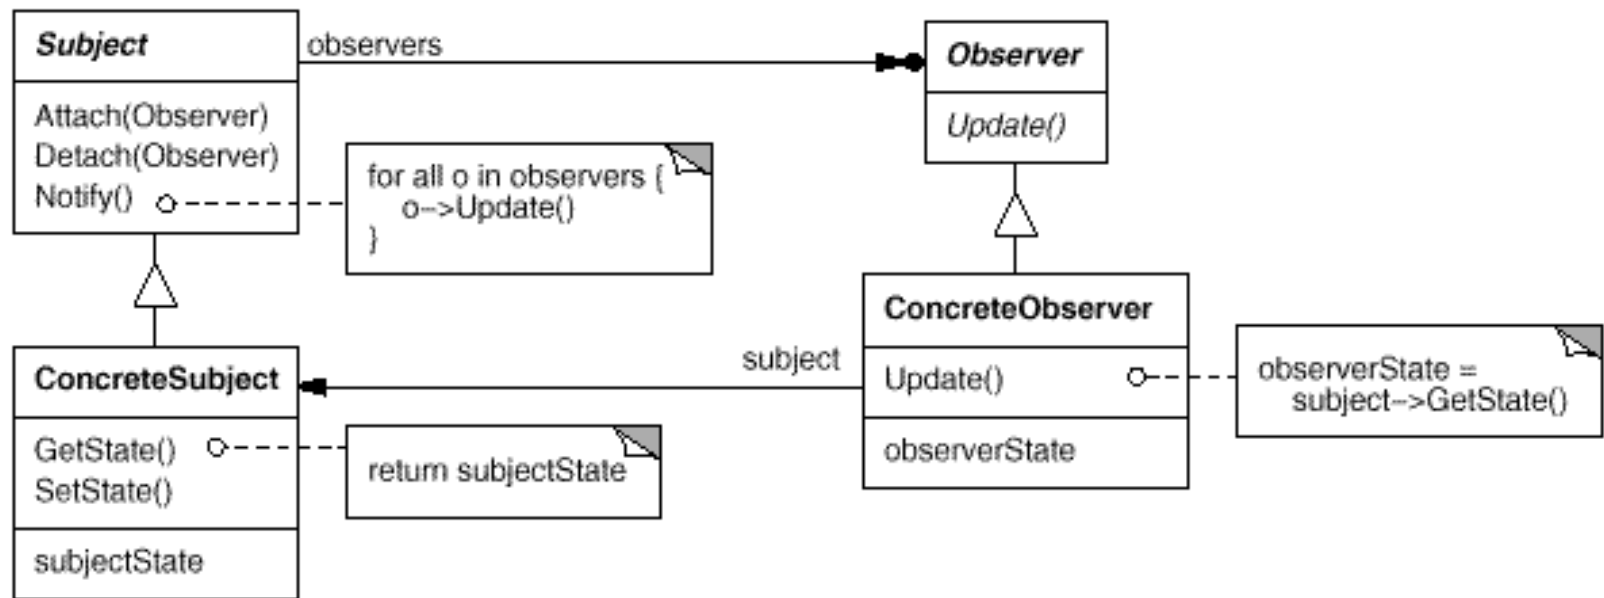 Subject
Attach(Observer)
Detach(Observer)
Notify()
observers
for all o in observers {
o->Update()
}
Observer
Update()
ConcreteSubject
GetState()
SetState()
subjectState
return subjectState
subject
ConcreteObserver
Update()
observerState
observerState =
subject->GetState()